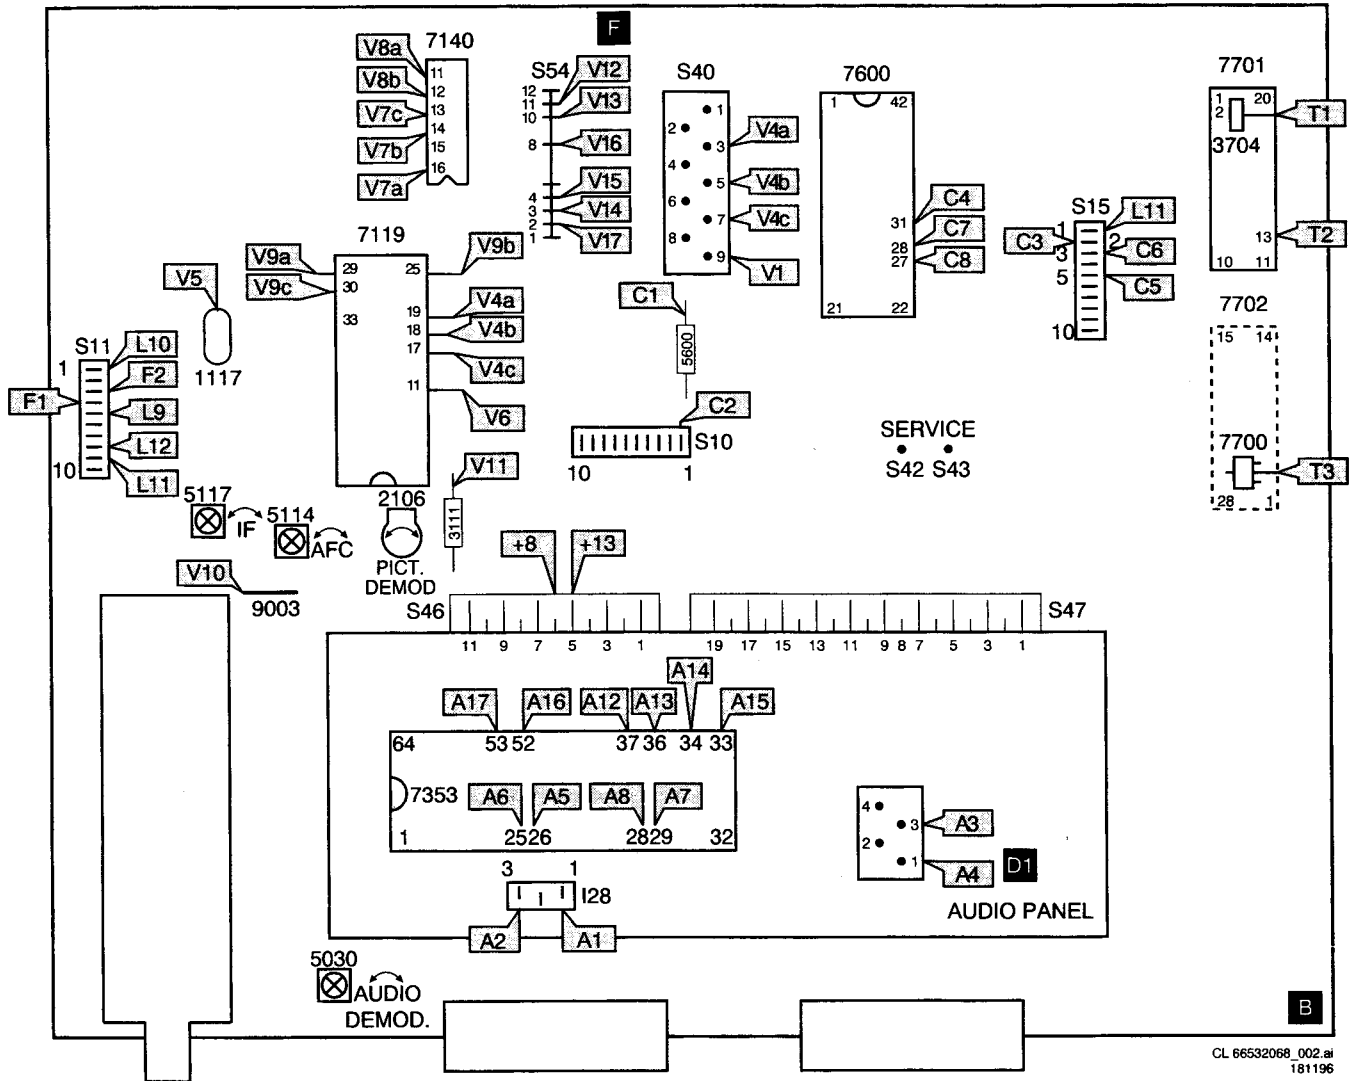 F
V8a
7140
V8b
V7c
V7b
V7a
11
12
13
14
15
16
S54
12
11
10
8
4
3
2
1
V12
V13
V16
V15
V14
V17
S40
1
2
3
4
5
6
7
8
9
V4a
V4b
V4c
V1
7600
1 42
31
28
27
21 22
C4
C7
C8
S15
1
2
3
5
10
C3
L11
C6
C5
7701
1 20
2
3704
13
10 11
T1
T2
7702
15 14
7700
28 1
T3
7119
V9a
V9c
29 25
30
33
19
18
17
11
V9b
V4a
V4b
V4c
V6
V5
1117
S11
1
10
F1
L10
F2
L9
L12
L11
C1
5600
C2
S10
10 1
SERVICE
S42 S43
5117
IF
5114
AFC
2106
PICT.
DEMOD
V11
3111
V10
9003
+8 +13
S46
11 9 7 5 3 1
S47
19 17 15 13 11 9 8 7 5 3 1
A17 A16 A12 A13 A14 A15
64 53 52 37 36 34 33
7353
A6 A5 A8 A7
1 25 26 28 29 32
3 1
I28
A2 A1
4
3
2
1
A3
A4
D1
AUDIO PANEL
5030
AUDIO
DEMOD.
B
CL 66532068_002.ai
181196